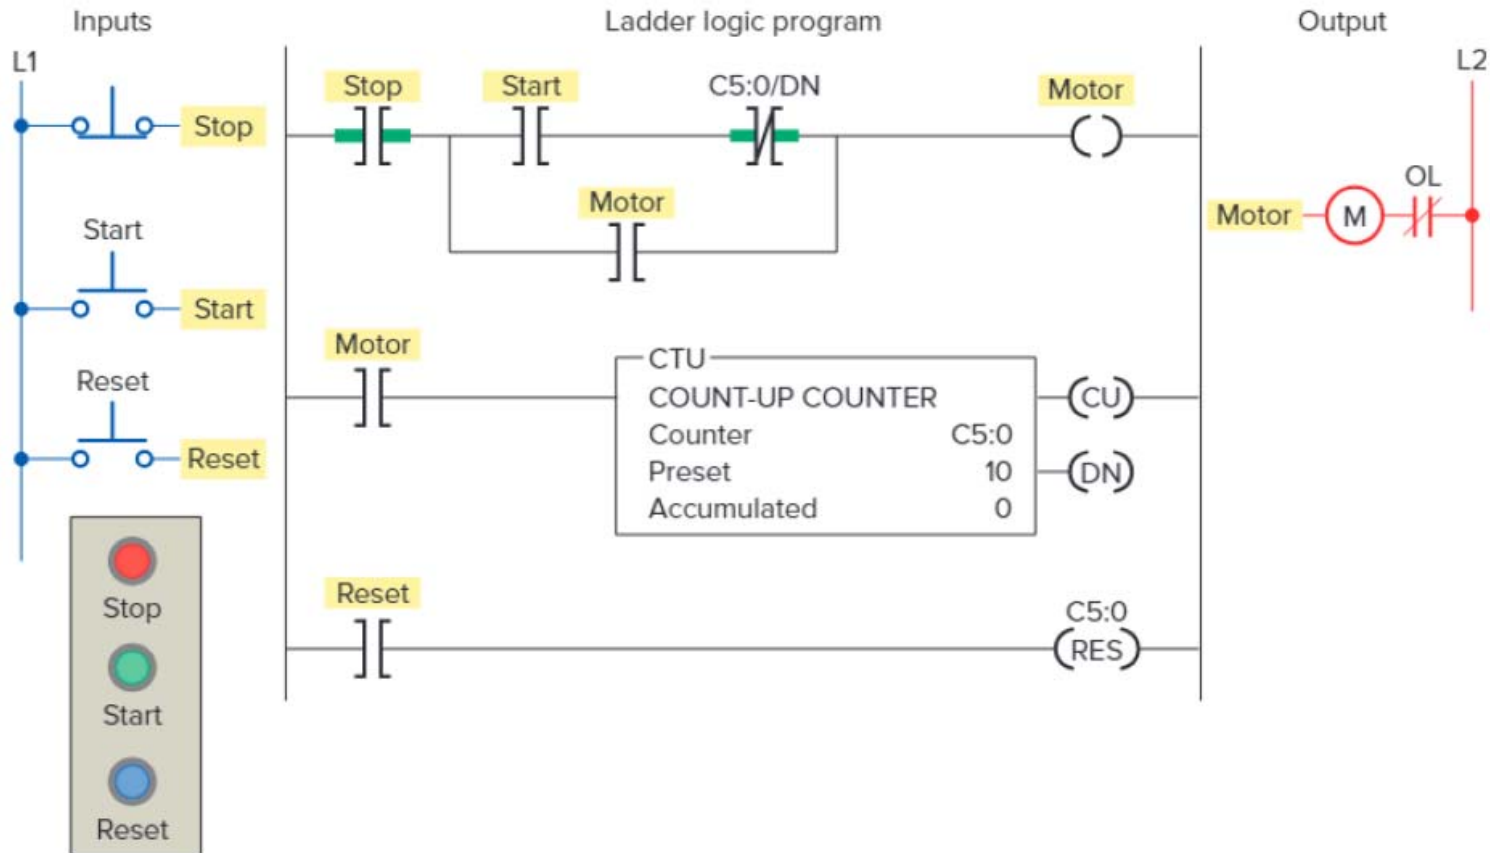 Inputs
Ladder logic program
Output
L1
L2
Stop
Stop
Start
C5:0/DN
Motor
Motor
OL
Motor
M
Start
Start
Motor
CTU
COUNT-UP COUNTER
CU
Counter C5:0
Preset 10
DN
Accumulated 0
Reset
Reset
Reset
C5:0
RES
Stop
Start
Reset